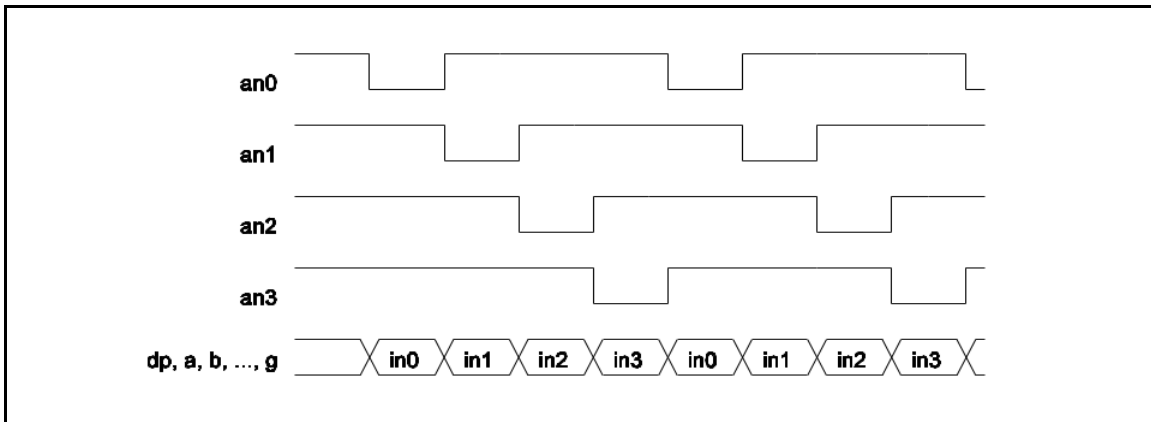 an0
an1
an2
an3
dp, a, b, ..., g in0 in1 in2 in3 in0 in1 in2 in3